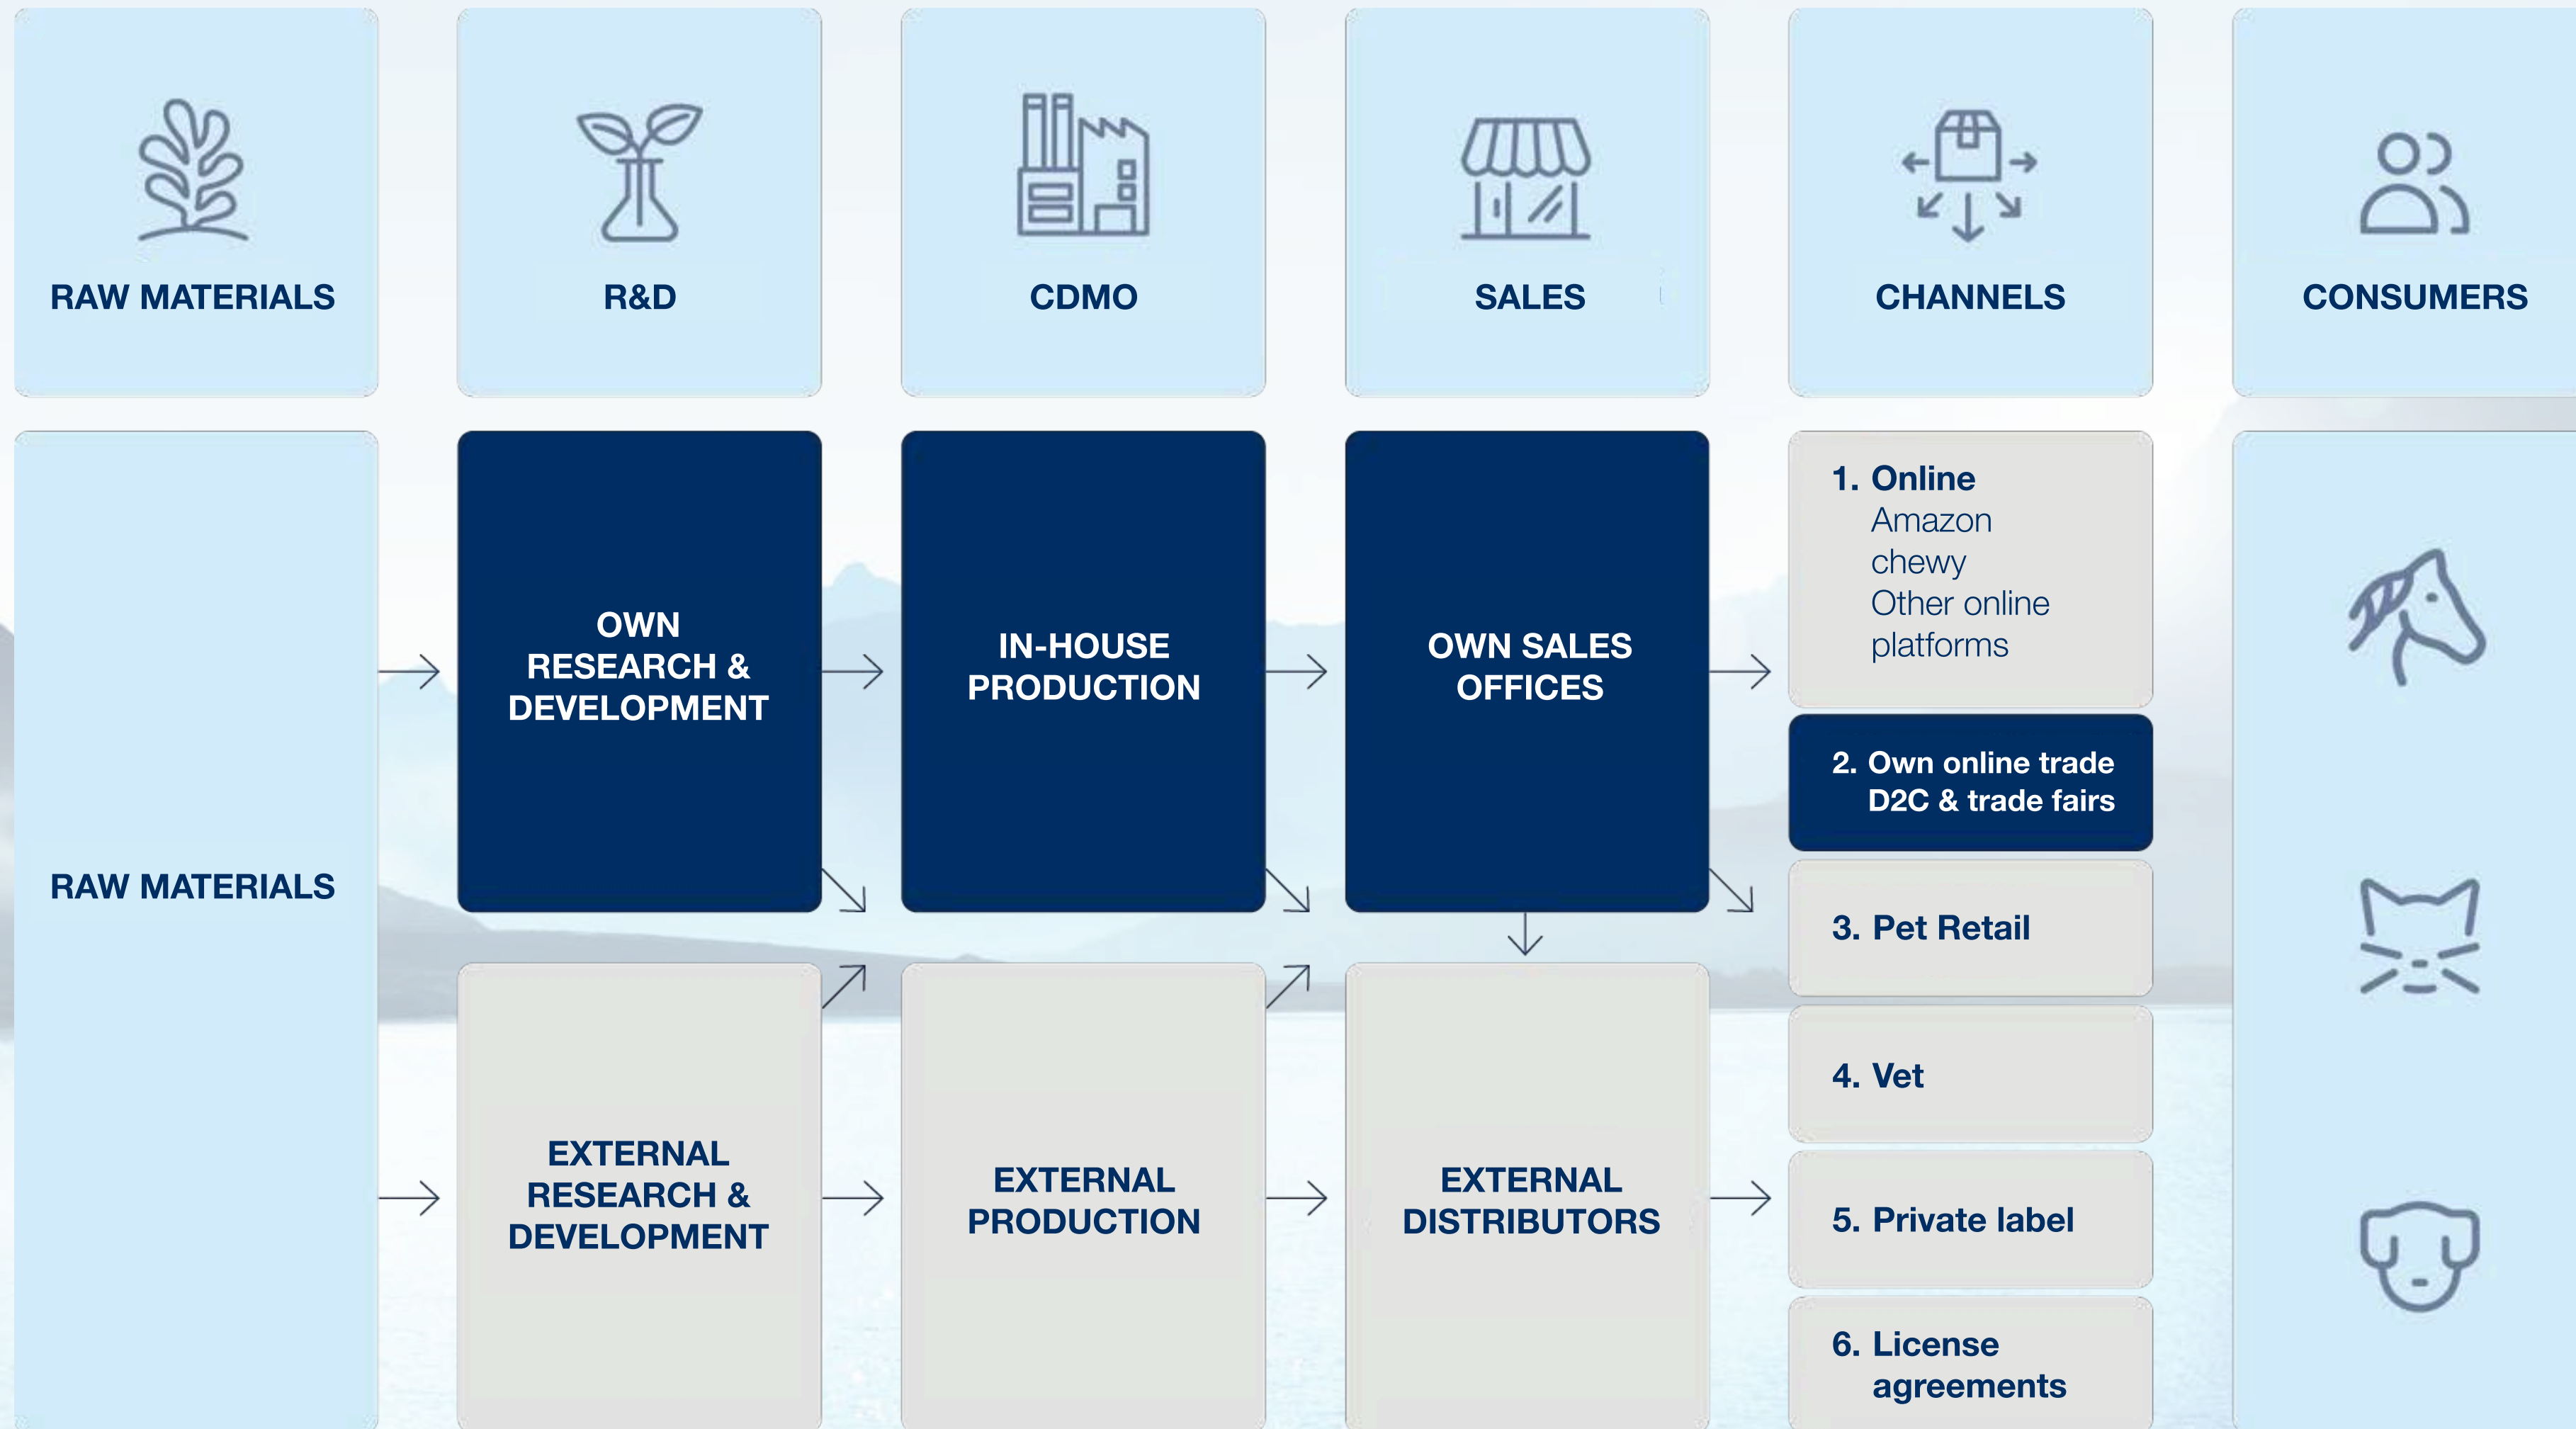 RAW MATERIALS
R&D
CDMO
SALES
CHANNELS
CONSUMERS
RAW MATERIALS
OWN
RESEARCH &
DEVELOPMENT
IN-HOUSE
PRODUCTION
OWN SALES
OFFICES
EXTERNAL
RESEARCH &
DEVELOPMENT
EXTERNAL
PRODUCTION
EXTERNAL
DISTRIBUTORS
1. Online
Amazon
chewy
Other online
platforms
2. Own online trade
D2C & trade fairs
3. Pet Retail
4. Vet
5. Private label
6. License
agreements